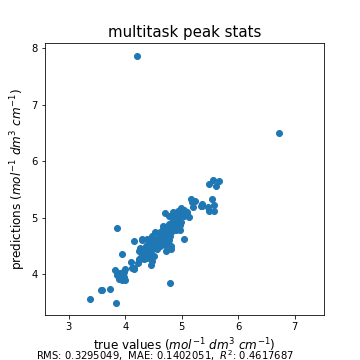 multitask peak stats
8
7
6
5
4
predictions (mol⁻¹ dm³ cm⁻¹)
3 4 5 6 7
true values (mol⁻¹ dm³ cm⁻¹)
RMS: 0.3295049, MAE: 0.1402051, R²: 0.4617687